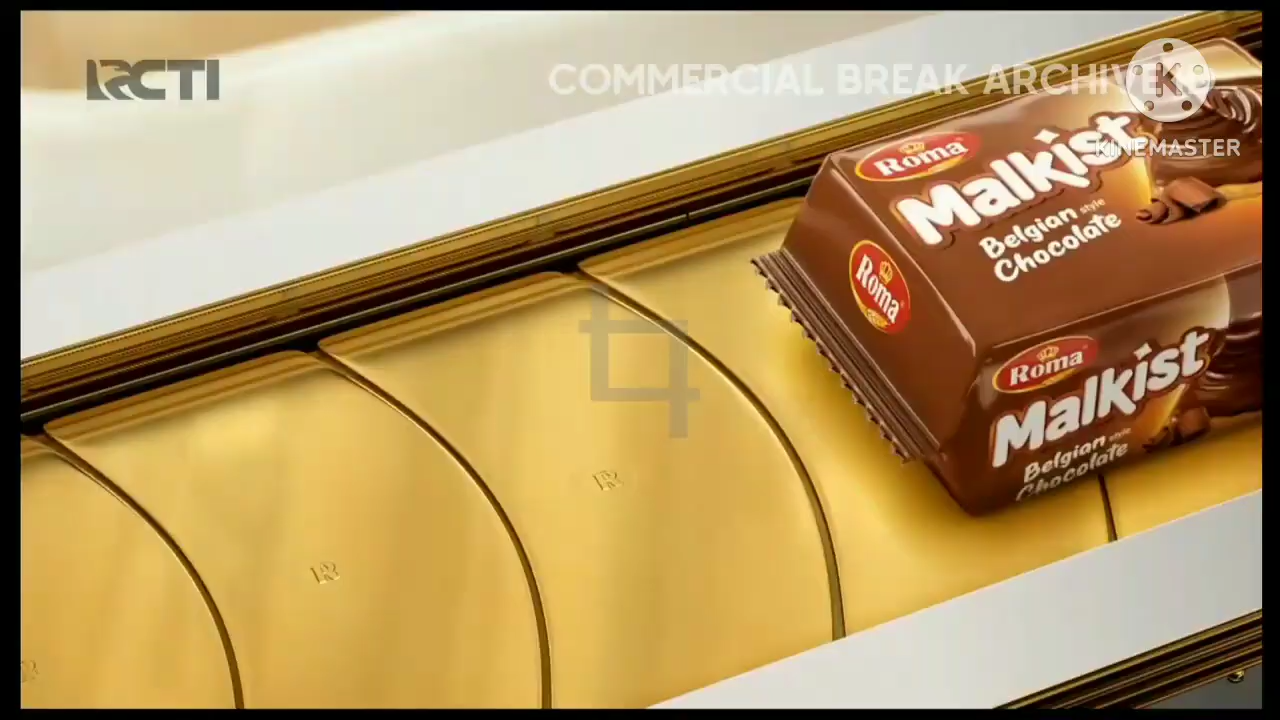 RCTI
COMMERCIAL BREAK ARCHIVE
KINEMASTER
Roma
Malkist
Belgian style
Chocolate
Roma
Roma
Malkist
Belgian style
Chocolate